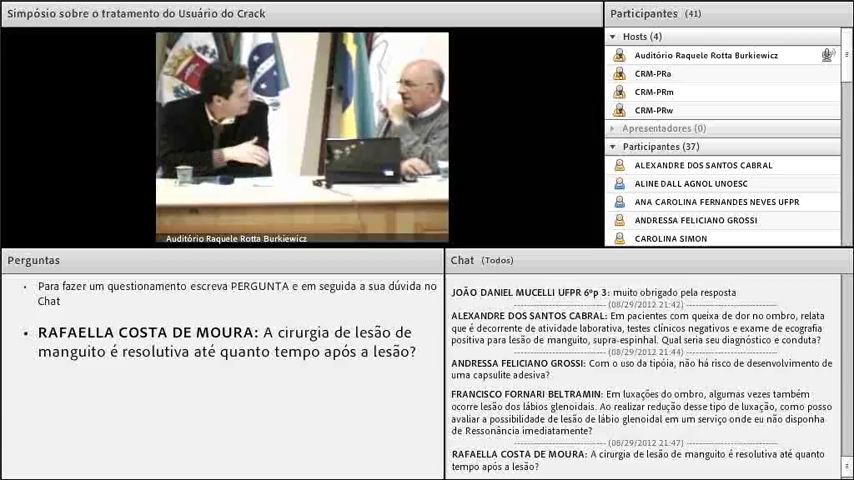 Simpósio sobre o tratamento do Usuário do Crack
Auditório Raquele Rotta Burkiewicz
Participantes (41)
Hosts (4)
Auditório Raquele Rotta Burkiewicz
CRM-PRa
CRM-PRm
CRM-PRw
Apresentadores (0)
Participantes (37)
ALEXANDRE DOS SANTOS CABRAL
ALINE DALL AGNOL UNOESC
ANA CAROLINA FERNANDES NEVES UFPR
ANDRESSA FELICIANO GROSSI
CAROLINA SIMON
Perguntas
Para fazer um questionamento escreva PERGUNTA e em seguida a sua dúvida no
Chat
RAFAELLA COSTA DE MOURA: A cirurgia de lesão de
manguito é resolutiva até quanto tempo após a lesão?
Chat (Todos)
JOÃO DANIEL MUCELLI UFPR 6ºp 3: muito obrigado pela resposta
(08/29/2012 21:42)
ALEXANDRE DOS SANTOS CABRAL: Em pacientes com queixa de dor no ombro, relata
que é decorrente de atividade laborativa, testes clínicos negativos e exame de ecografia
positiva para lesão de manguito, supra-espinhal. Qual seria seu diagnóstico e conduta?
(08/29/2012 21:44)
ANDRESSA FELICIANO GROSSI: Com o uso da tipóia, não há risco de desenvolvimento de
uma capsulite adesiva?
FRANCISCO FORNARI BELTRAMIN: Em luxações do ombro, algumas vezes também
ocorre lesão dos lábios glenoidais. Ao realizar redução desse tipo de luxação, como posso
avaliar a possibilidade de lesão de lábio glenoidal em um serviço onde eu não disponha
de Ressonância imediatamente?
(08/29/2012 21:47)
RAFAELLA COSTA DE MOURA: A cirurgia de lesão de manguito é resolutiva até quanto
tempo após a lesão?